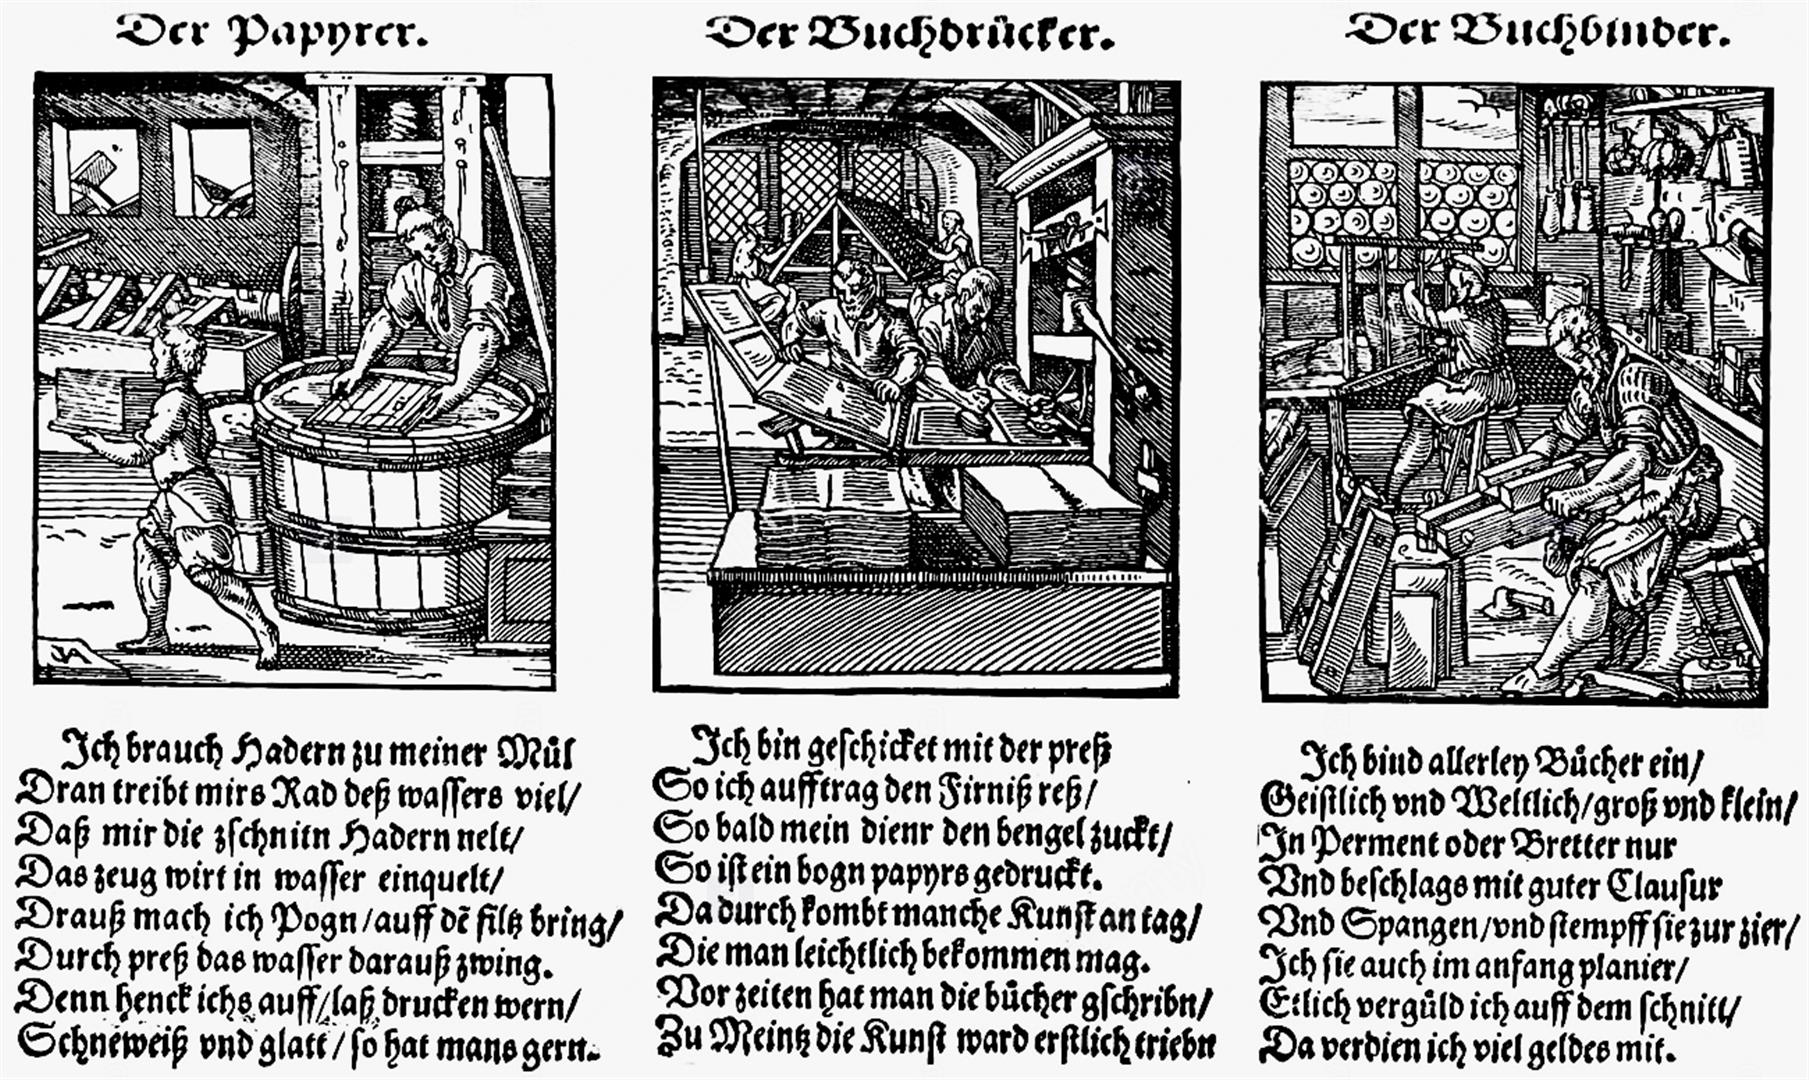 Der Papyrer.
Ich brauch Hadern zu meiner Mül
Dran treibt mirs Rad deß wassers viel/
Daß mir die zschnitn Hadern nelt/
Das zeug wirt in wasser einquelt/
Drauß mach ich Pogn/auff dē filtz bring/
Durch preß das wasser darauß zwing.
Denn henck ichs auff/laß drucken wern/
Schneweiß vnd glatt/so hat mans gern.
Der Buchdrücker.
Ich bin geschicket mit der preß
So ich aufftrag den Firniß reß/
So bald mein dienr den bengel zuckt/
So ist ein bogn papyrs gedruckt.
Da durch kombt manche Kunst an tag/
Die man leichtlich bekommen mag.
Vor zeiten hat man die bücher gschribn/
Zu Meintz die Kunst ward erstlich triebn
Der Buchbinder.
Ich bind allerley Bücher ein/
Geistlich vnd Weltlich/groß vnd klein/
In Perment oder Bretter nur
Vnd beschlags mit guter Clausur
Vnd Spangen/vnd stempff sie zur zier/
Ich sie auch im anfang planier/
Etlich vergüld ich auff dem schnitt/
Da verdien ich viel geldes mit.